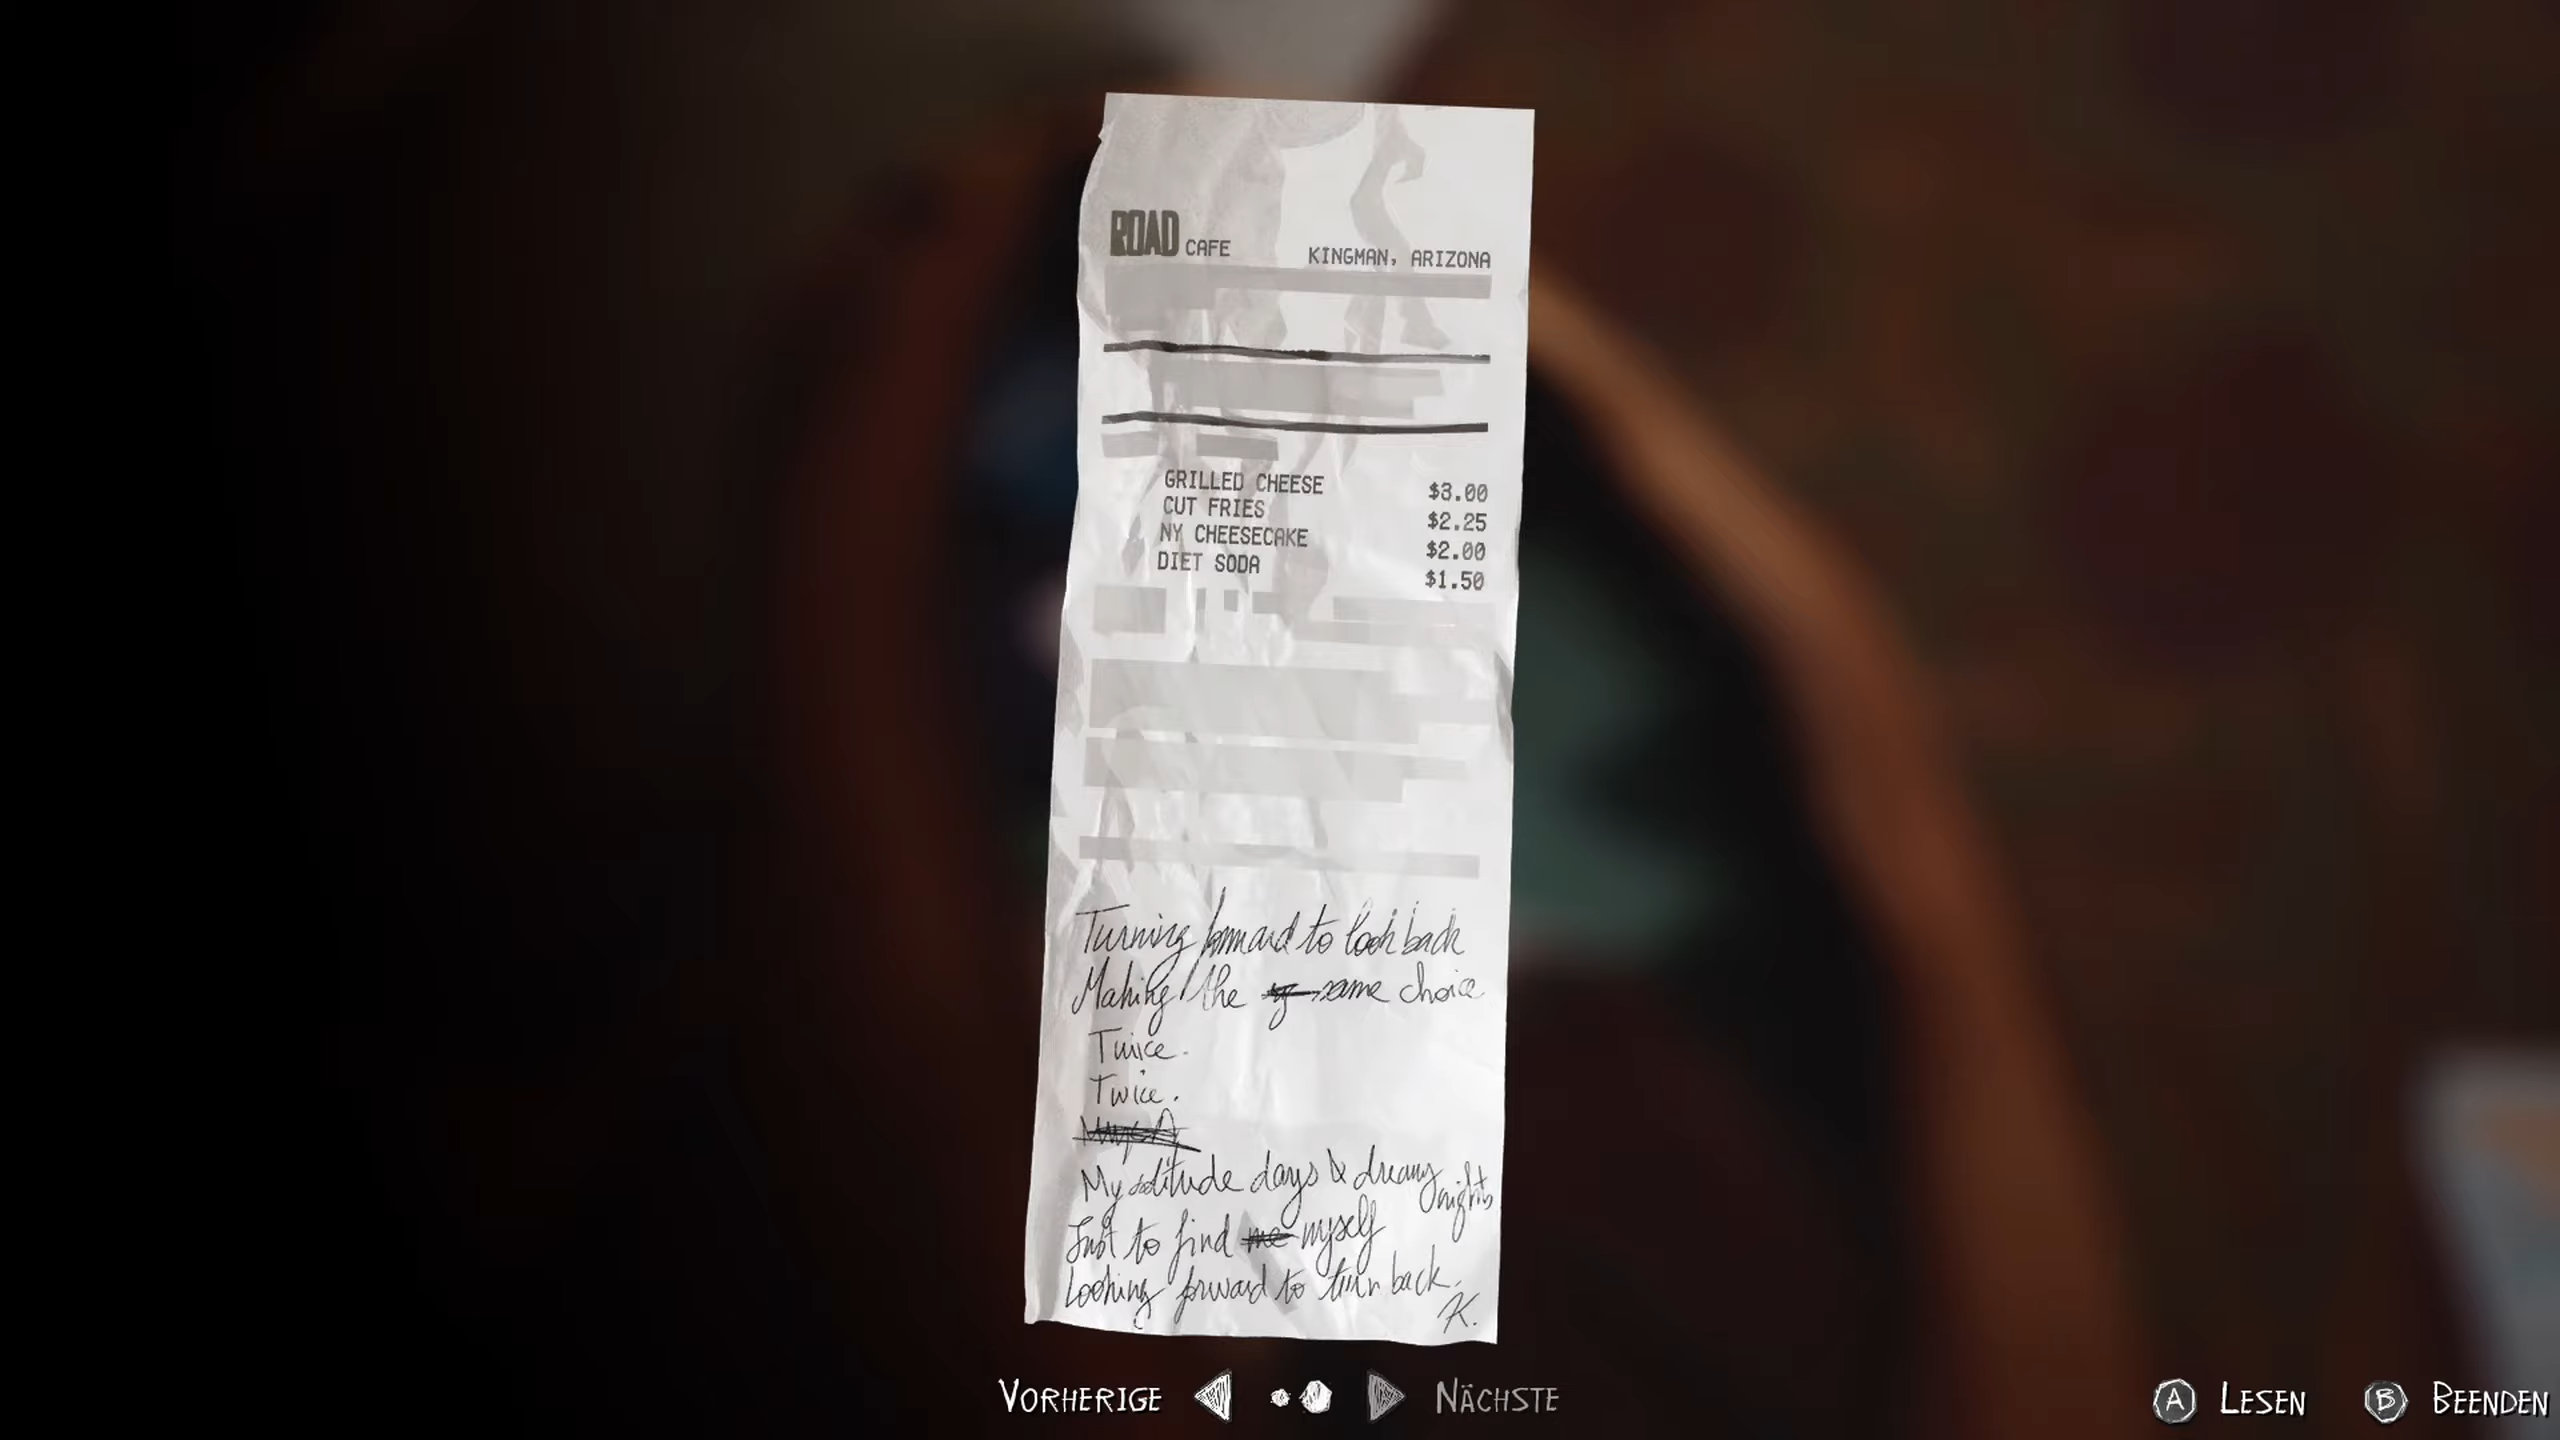 ROAD CAFE KINGMAN, ARIZONA
GRILLED CHEESE $3.00
CUT FRIES $2.25
NY CHEESECAKE $2.00
DIET SODA $1.50
Turning forward to look back
Making the same choice
Twice.
Twice.
My solitude days & dreamy nights
Just to find me myself
Looking forward to turn back.
K.
VORHERIGE NÄCHSTE
A LESEN B BEENDEN